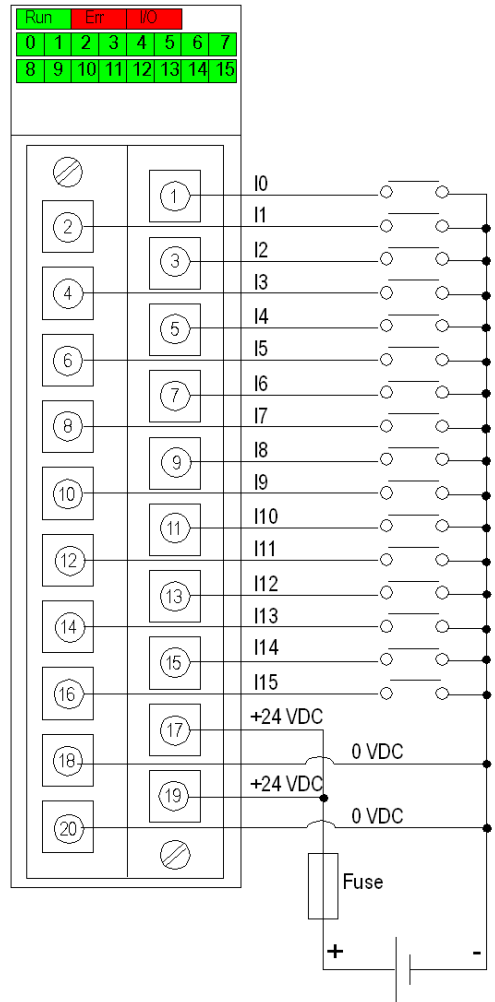 Run Err I/O
0 1 2 3 4 5 6 7
8 9 10 11 12 13 14 15
1 I0
2 I1
3 I2
4 I3
5 I4
6 I5
7 I6
8 I7
9 I8
10 I9
11 I10
12 I11
13 I12
14 I13
15 I14
16 I15
17 +24 VDC
18 0 VDC
19 +24 VDC
20 0 VDC
Fuse
+ -